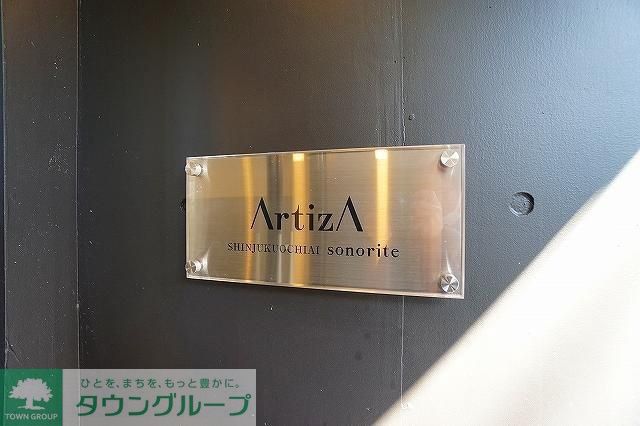 ArtizA
SHINJUKUOCHIAI sonorite
ひとを、まちを、もっと豊かに。
タウングループ
TOWN GROUP